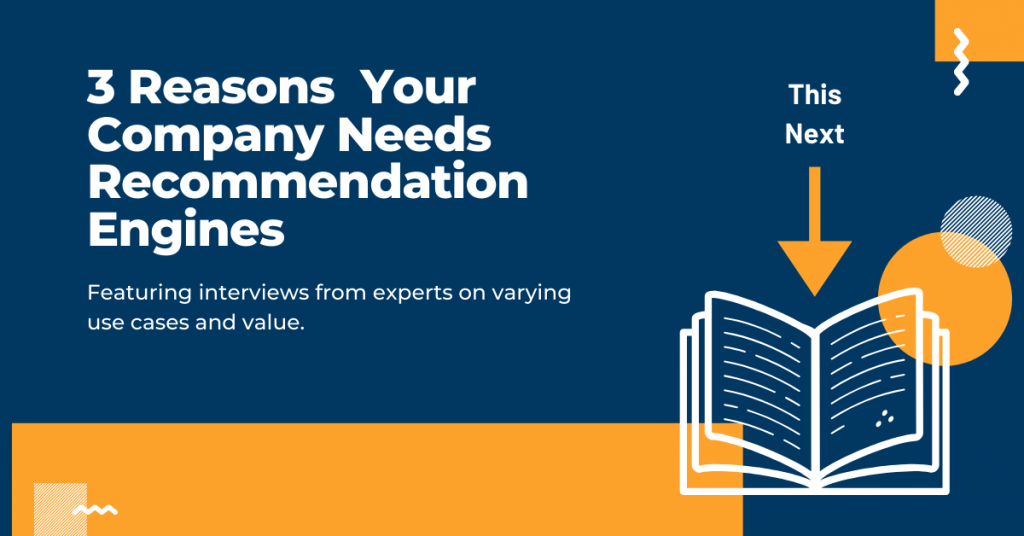 3 Reasons  Your
Company Needs
Recommendation
Engines
Featuring interviews from experts on varying
use cases and value.
This
Next